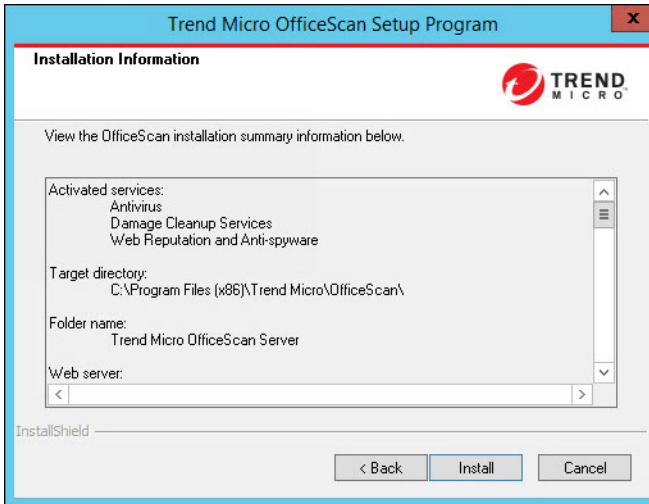 Trend Micro OfficeScan Setup Program
x
Installation Information
TREND
MICRO
View the OfficeScan installation summary information below.
Activated services:
Antivirus
Damage Cleanup Services
Web Reputation and Anti-spyware
Target directory:
C:\Program Files (x86)\Trend Micro\OfficeScan\
Folder name:
Trend Micro OfficeScan Server
Web server:
InstallShield
< Back
Install
Cancel